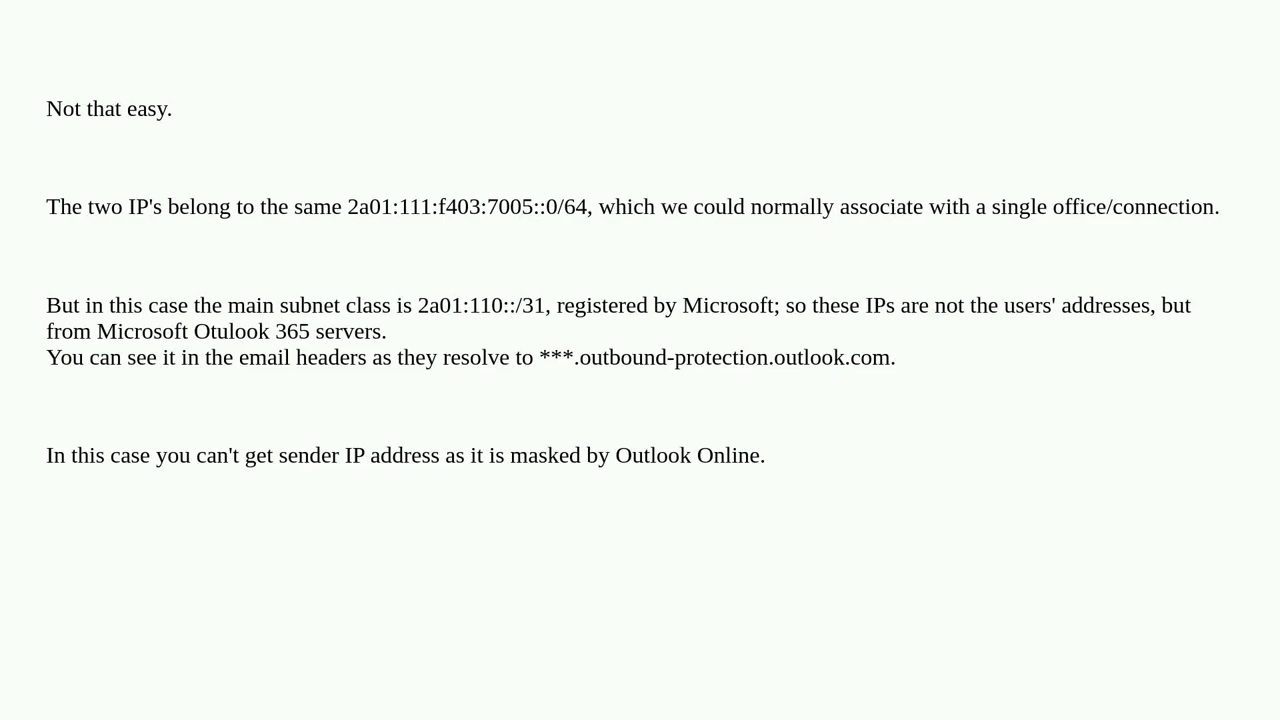 Not that easy.
The two IP's belong to the same 2a01:111:f403:7005::0/64, which we could normally associate with a single office/connection.
But in this case the main subnet class is 2a01:110::/31, registered by Microsoft; so these IPs are not the users' addresses, but
from Microsoft Otulook 365 servers.
You can see it in the email headers as they resolve to ***.outbound-protection.outlook.com.
In this case you can't get sender IP address as it is masked by Outlook Online.